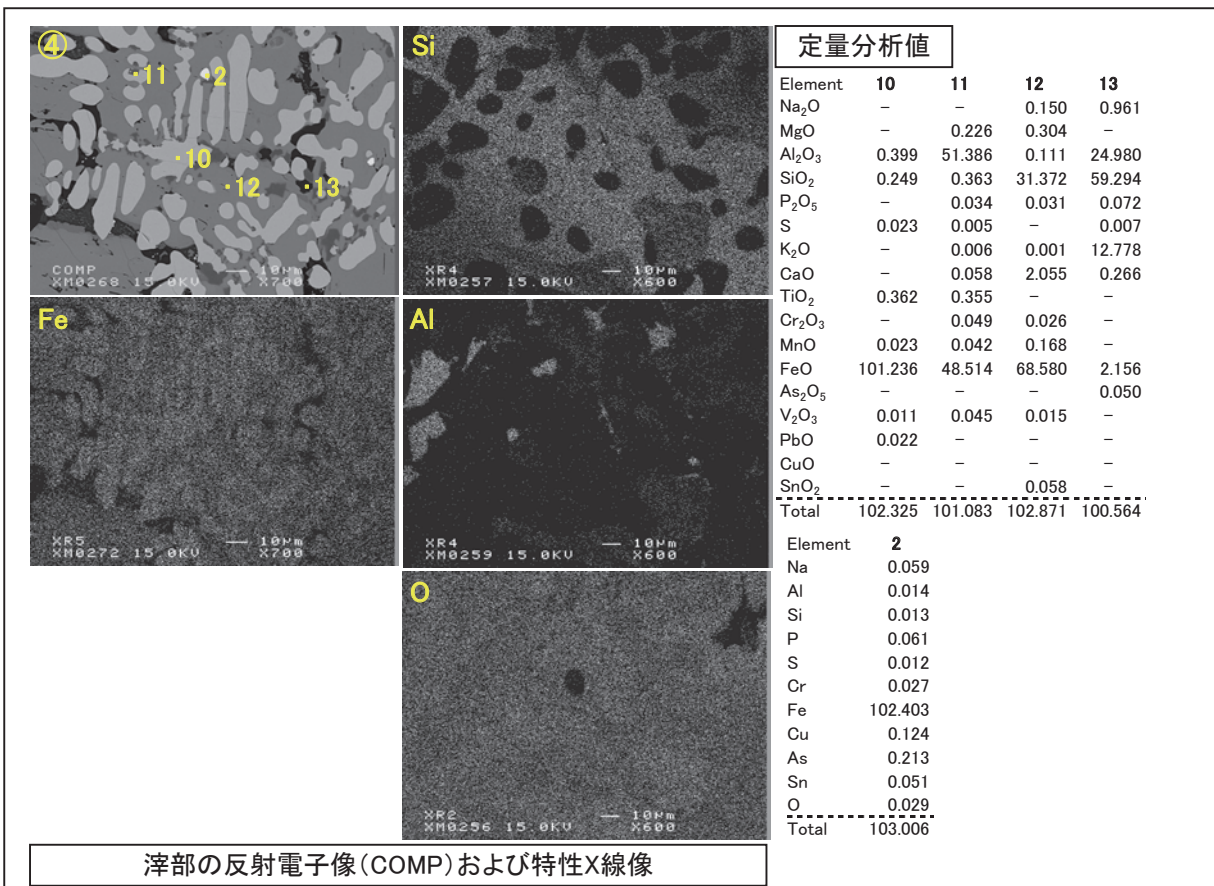 ④
11
2
10
12
13
COMP 10μm
XM0268 15.0KV X700
Si
XR4 10μm
XM0257 15.0KV X600
Fe
XR5 10μm
XM0272 15.0KV X700
Al
XR4 10μm
XM0259 15.0KV X600
O
XR2 10μm
XM0256 15.0KV X600
定量分析値
Element 10 11 12 13
Na₂O - - 0.150 0.961
MgO - 0.226 0.304 -
Al₂O₃ 0.399 51.386 0.111 24.980
SiO₂ 0.249 0.363 31.372 59.294
P₂O₅ - 0.034 0.031 0.072
S 0.023 0.005 - 0.007
K₂O - 0.006 0.001 12.778
CaO - 0.058 2.055 0.266
TiO₂ 0.362 0.355 - -
Cr₂O₃ - 0.049 0.026 -
MnO 0.023 0.042 0.168 -
FeO 101.236 48.514 68.580 2.156
As₂O₅ - - - 0.050
V₂O₃ 0.011 0.045 0.015 -
PbO 0.022 - - -
CuO - - - -
SnO₂ - - 0.058 -
Total 102.325 101.083 102.871 100.564
Element 2
Na 0.059
Al 0.014
Si 0.013
P 0.061
S 0.012
Cr 0.027
Fe 102.403
Cu 0.124
As 0.213
Sn 0.051
O 0.029
Total 103.006
滓部の反射電子像(COMP)および特性X線像